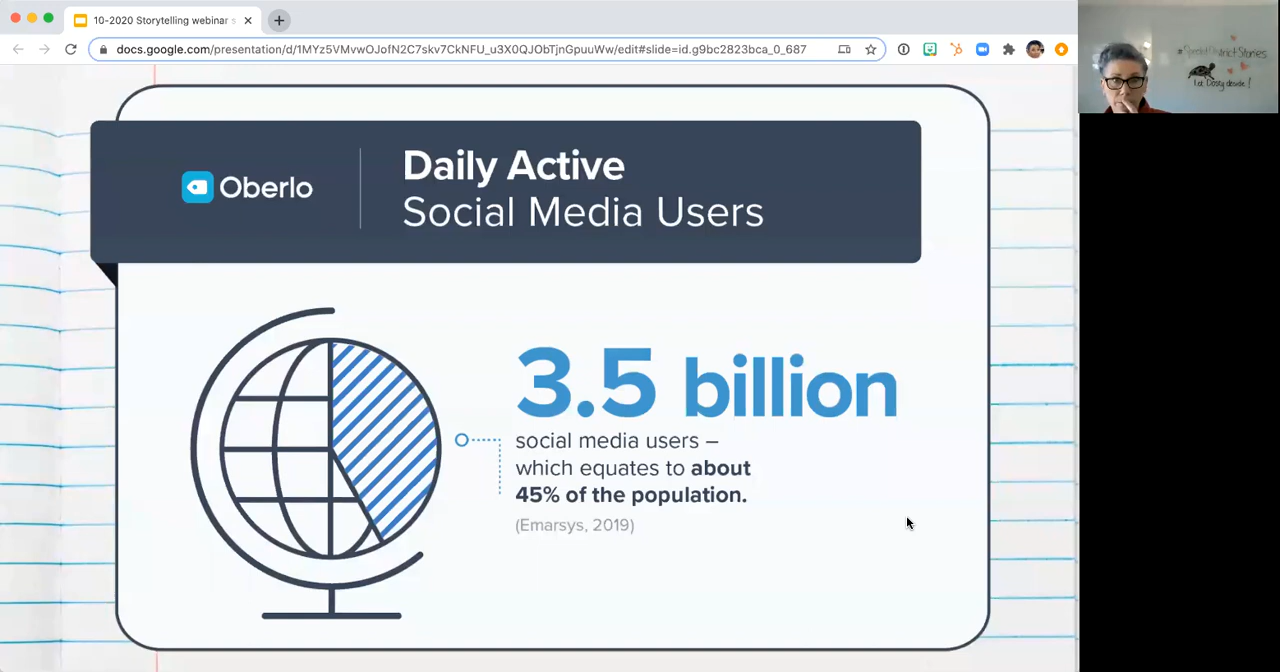 10-2020 Storytelling webinar s
docs.google.com/presentation/d/1MYz5VMvwOJofN2C7skv7CkNFU_u3X0QJObTjnGpuuWw/edit#slide=id.g9bc2823bca_0_687
#SpecialDistrictStories
Oberlo
Daily Active
Social Media Users
3.5 billion
social media users –
which equates to about
45% of the population.
(Emarsys, 2019)